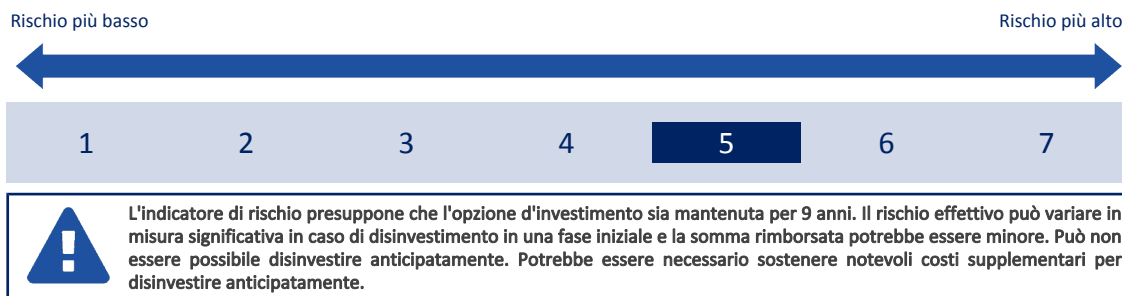 Rischio più basso Rischio più alto
1 2 3 4 5 6 7
L'indicatore di rischio presuppone che l'opzione d'investimento sia mantenuta per 9 anni. Il rischio effettivo può variare in
misura significativa in caso di disinvestimento in una fase iniziale e la somma rimborsata potrebbe essere minore. Può non
essere possibile disinvestire anticipatamente. Potrebbe essere necessario sostenere notevoli costi supplementari per
disinvestire anticipatamente.